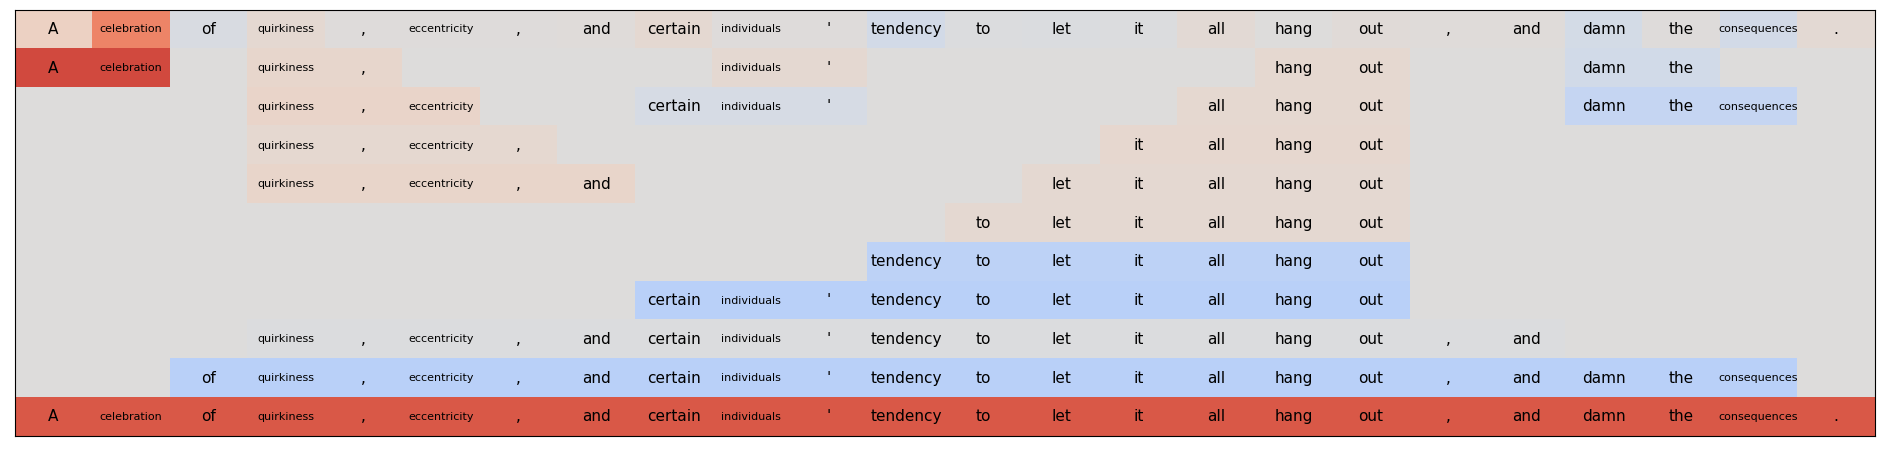 A celebration of quirkiness , eccentricity , and certain individuals ' tendency to let it all hang out , and damn the consequences .
A celebration quirkiness , individuals ' hang out damn the
quirkiness , eccentricity certain individuals ' all hang out damn the consequences
quirkiness , eccentricity , it all hang out
quirkiness , eccentricity , and let it all hang out
to let it all hang out
tendency to let it all hang out
certain individuals ' tendency to let it all hang out
quirkiness , eccentricity , and certain individuals ' tendency to let it all hang out , and
of quirkiness , eccentricity , and certain individuals ' tendency to let it all hang out , and damn the consequences
A celebration of quirkiness , eccentricity , and certain individuals ' tendency to let it all hang out , and damn the consequences .